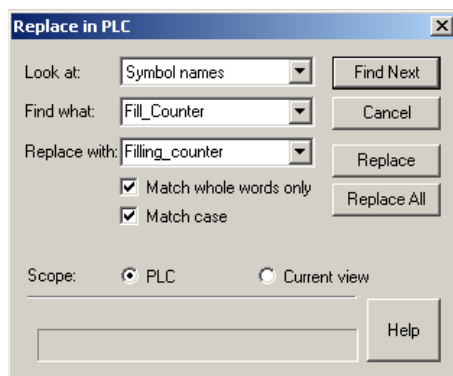 Replace in PLC
Look at: Symbol names Find Next
Find what: Fill_Counter Cancel
Replace with: Filling_counter Replace
Match whole words only
Replace All
Match case
Scope: PLC Current view
Help